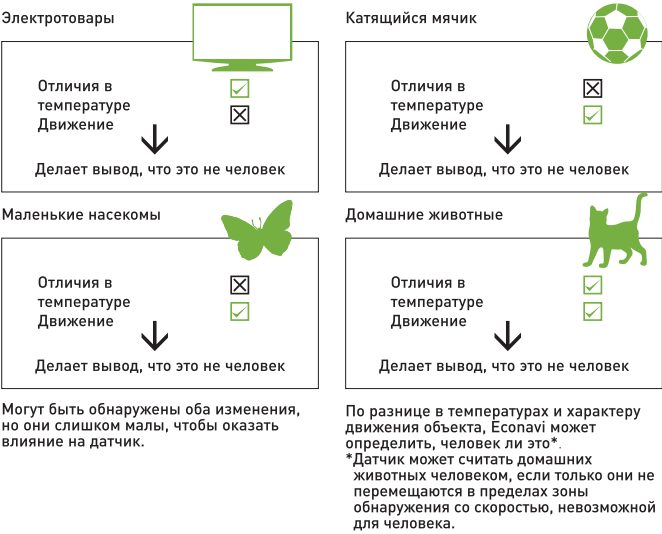 Электротовары
Отличия в
температуре
Движение
Делает вывод, что это не человек
Катящийся мячик
Отличия в
температуре
Движение
Делает вывод, что это не человек
Маленькие насекомы
Отличия в
температуре
Движение
Делает вывод, что это не человек
Могут быть обнаружены оба изменения,
но они слишком малы, чтобы оказать
влияние на датчик.
Домашние животные
Отличия в
температуре
Движение
Делает вывод, что это не человек
По разнице в температурах и характеру
движения объекта, Econavi может
определить, человек ли это*.
*Датчик может считать домашних
животных человеком, если только они не
перемещаются в пределах зоны
обнаружения со скоростью, невозможной
для человека.